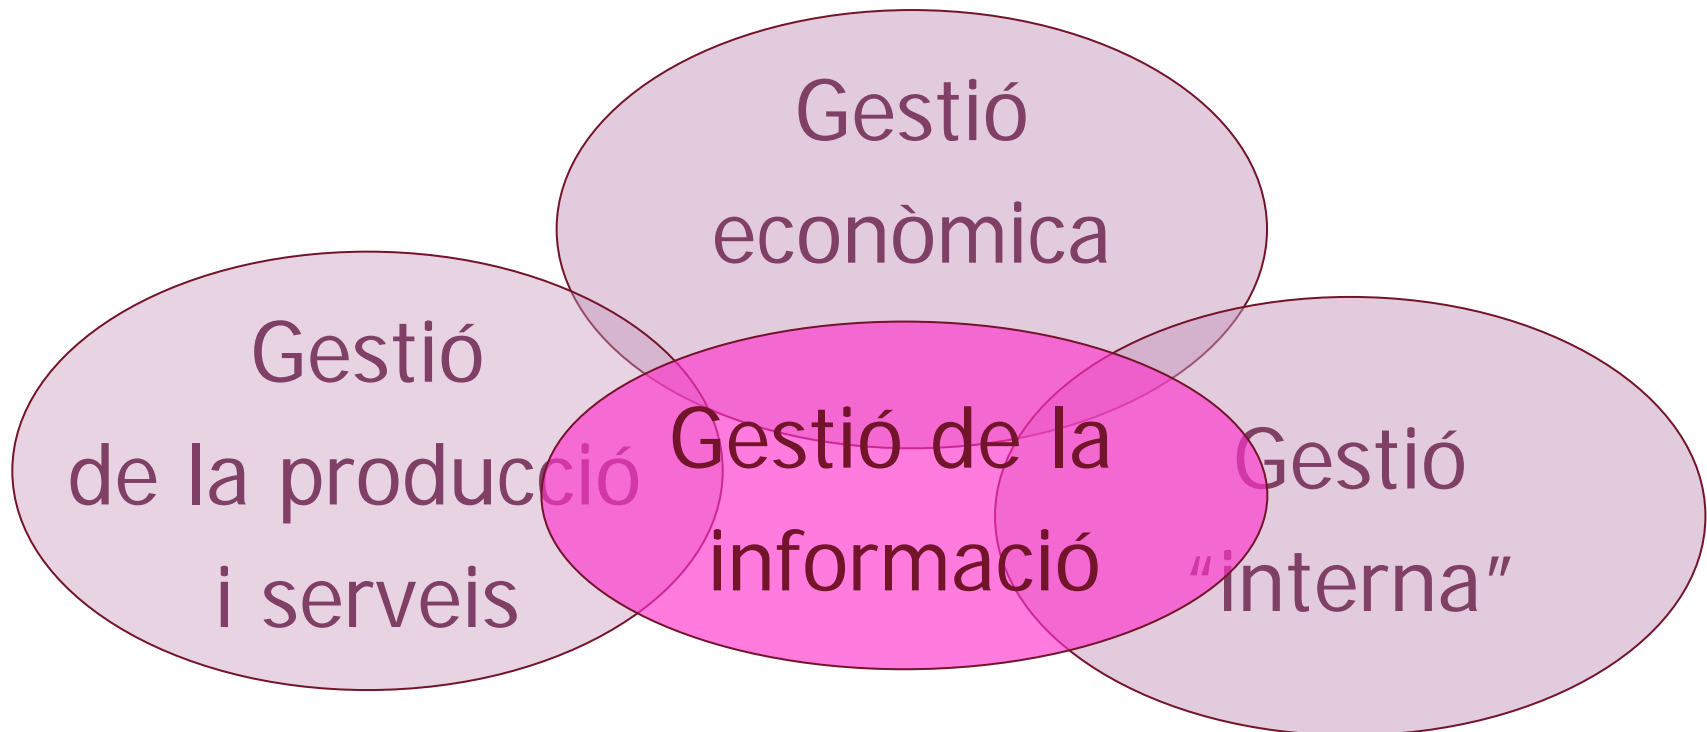 Gestió
econòmica
Gestió
de la producció
i serveis
Gestió de la
informació
Gestió
“interna”